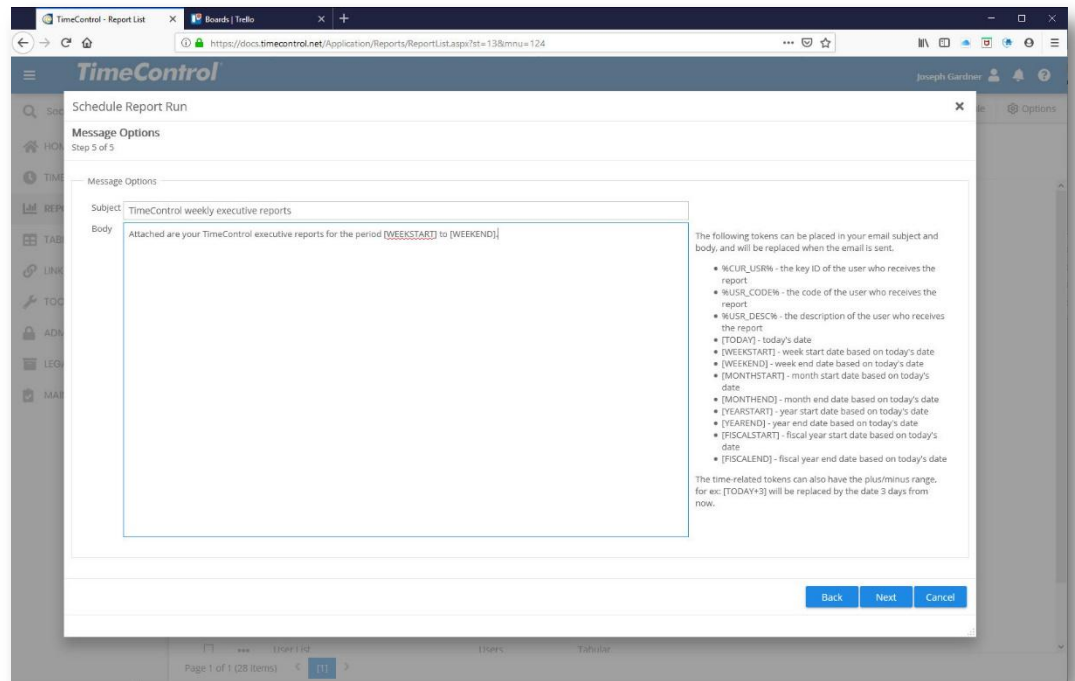 TimeControl - Report List
Boards | Trello
https://docs.timecontrol.net/Application/Reports/ReportList.aspx?st=13&mnu=124
TimeControl
Joseph Gardner
Schedule Report Run
Options
Message Options
Step 5 of 5
Message Options
Subject
TimeControl weekly executive reports
Body
Attached are your TimeControl executive reports for the period [WEEKSTART] to [WEEKEND].
The following tokens can be placed in your email subject and
body, and will be replaced when the email is sent.
• %CUR_USR% - the key ID of the user who receives the
report
• %USR_CODE% - the code of the user who receives the
report
• %USR_DESC% - the description of the user who receives
the report
• [TODAY] - today's date
• [WEEKSTART] - week start date based on today's date
• [WEEKEND] - week end date based on today's date
• [MONTHSTART] - month start date based on today's
date
• [MONTHEND] - month end date based on today's date
• [YEARSTART] - year start date based on today's date
• [YEAREND] - year end date based on today's date
• [FISCALSTART] - fiscal year start date based on today's
date
• [FISCALEND] - fiscal year end date based on today's date
The time-related tokens can also have the plus/minus range,
for ex: [TODAY+3] will be replaced by the date 3 days from
now.
Back Next Cancel
User List Users Tabular
Page 1 of 1 (28 items) [1]